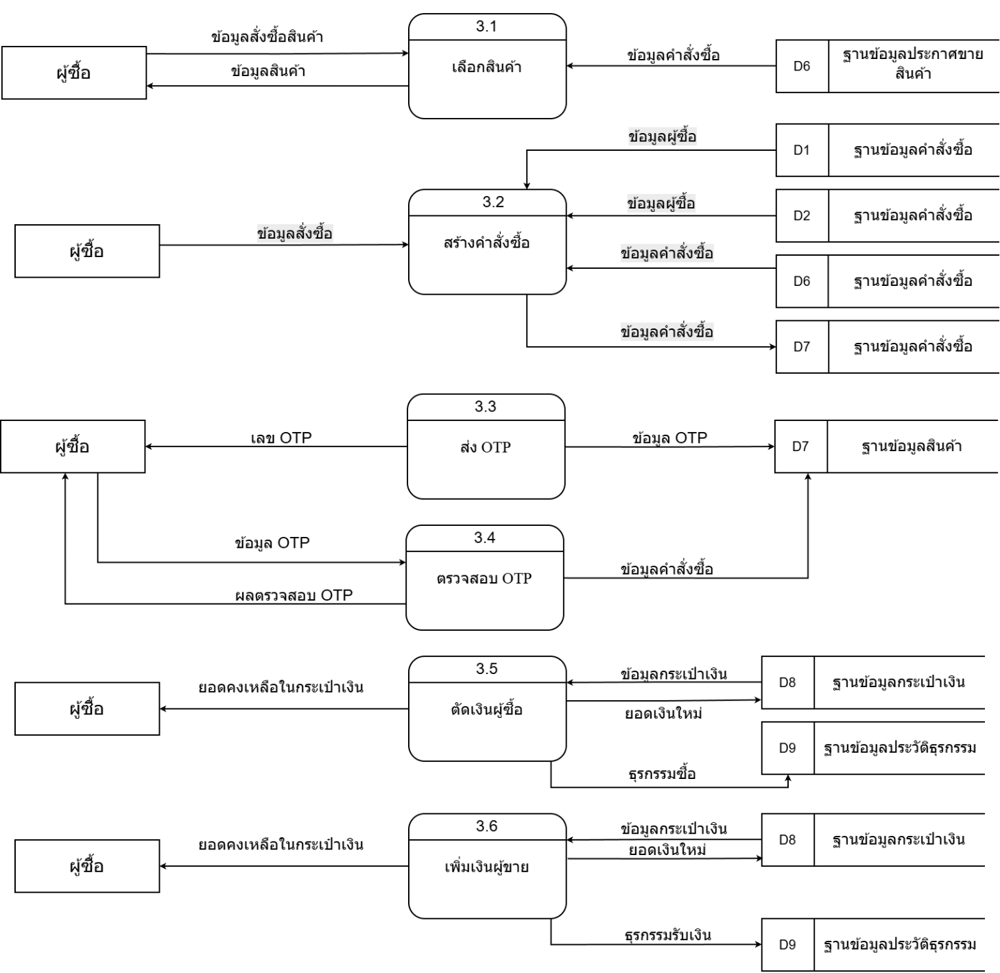 3.1
ข้อมูลสั่งซื้อสินค้า
ผู้ซื้อ
ข้อมูลสินค้า
เลือกสินค้า
ข้อมูลคำสั่งซื้อ
D6
ฐานข้อมูลประกาศขาย
สินค้า
ข้อมูลผู้ซื้อ
D1
ฐานข้อมูลคำสั่งซื้อ
3.2
ข้อมูลผู้ซื้อ
D2
ฐานข้อมูลคำสั่งซื้อ
ผู้ซื้อ
ข้อมูลสั่งซื้อ
สร้างคำสั่งซื้อ
ข้อมูลคำสั่งซื้อ
D6
ฐานข้อมูลคำสั่งซื้อ
ข้อมูลคำสั่งซื้อ
D7
ฐานข้อมูลคำสั่งซื้อ
3.3
ผู้ซื้อ
เลข OTP
ส่ง OTP
ข้อมูล OTP
D7
ฐานข้อมูลสินค้า
3.4
ข้อมูล OTP
ตรวจสอบ OTP
ข้อมูลคำสั่งซื้อ
ผลตรวจสอบ OTP
3.5
ยอดคงเหลือในกระเป๋าเงิน
ผู้ซื้อ
ตัดเงินผู้ซื้อ
ข้อมูลกระเป๋าเงิน
D8
ฐานข้อมูลกระเป๋าเงิน
ยอดเงินใหม่
D9
ฐานข้อมูลประวัติธุรกรรม
ธุรกรรมซื้อ
3.6
ยอดคงเหลือในกระเป๋าเงิน
ผู้ซื้อ
เพิ่มเงินผู้ขาย
ข้อมูลกระเป๋าเงิน
ยอดเงินใหม่
D8
ฐานข้อมูลกระเป๋าเงิน
ธุรกรรมรับเงิน
D9
ฐานข้อมูลประวัติธุรกรรม